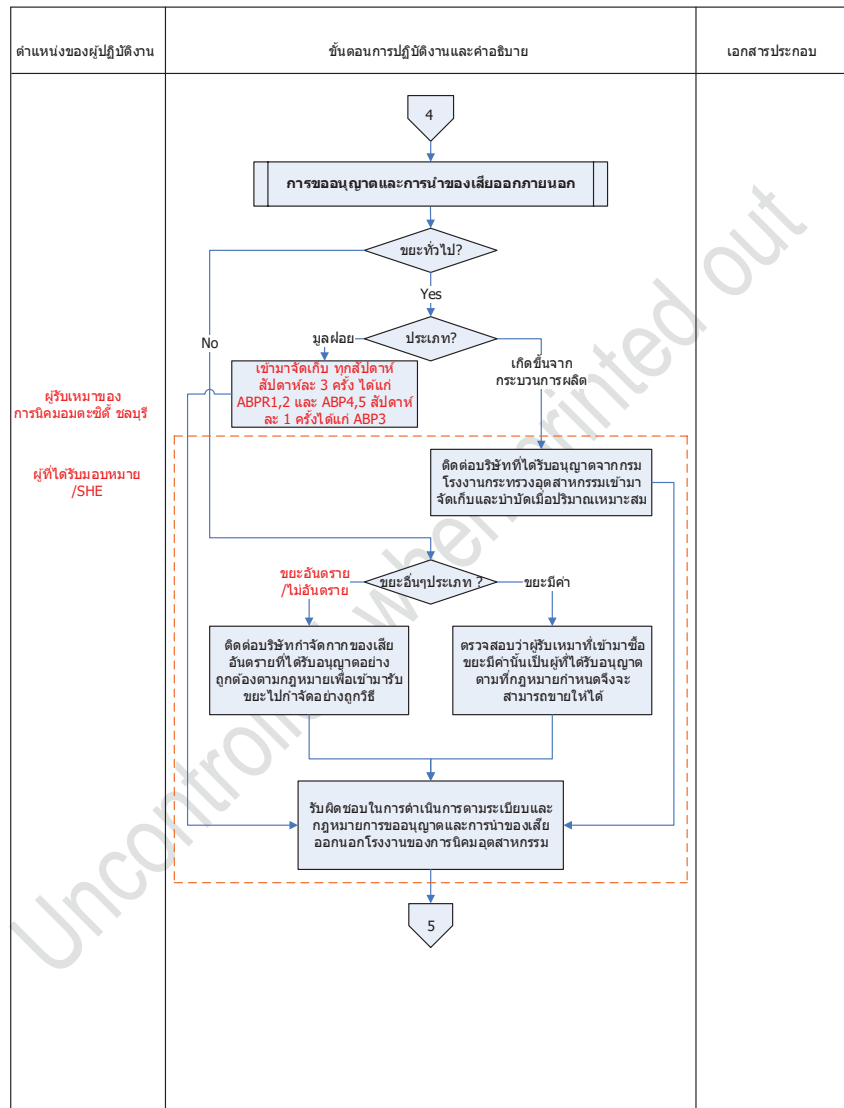 ตำแหน่งของผู้ปฏิบัติงาน
ขั้นตอนการปฏิบัติงานและคำอธิบาย
เอกสารประกอบ
4
การขออนุญาตและการนำของเสียออกภายนอก
ขยะทั่วไป?
Yes
No
มูลฝอย
ประเภท?
เกิดขึ้นจาก
กระบวนการผลิต
เข้ามาจัดเก็บ ทุกสัปดาห์
สัปดาห์ละ 3 ครั้ง ได้แก่
ABPR1,2 และ ABP4,5 สัปดาห์
ละ 1 ครั้งได้แก่ ABP3
ผู้รับเหมาของ
การนิคมอมตะซิตี้ ชลบุรี
ผู้ที่ได้รับมอบหมาย
/SHE
ติดต่อบริษัทที่ได้รับอนุญาตจากกรม
โรงงานกระทรวงอุตสาหกรรมเข้ามา
จัดเก็บและบำบัดเมื่อปริมาณเหมาะสม
ขยะอันตราย
/ไม่อันตราย
ขยะอื่นๆประเภท ?
ขยะมีค่า
ติดต่อบริษัทกำจัดกากของเสีย
อันตรายที่ได้รับอนุญาตอย่าง
ถูกต้องตามกฎหมายเพื่อเข้ามารับ
ขยะไปกำจัดอย่างถูกวิธี
ตรวจสอบว่าผู้รับเหมาที่เข้ามาซื้อ
ขยะมีค่านั้นเป็นผู้ที่ได้รับอนุญาต
ตามที่กฎหมายกำหนดจึงจะ
สามารถขายให้ได้
รับผิดชอบในการดำเนินการตามระเบียบและ
กฎหมายการขออนุญาตและการนำของเสีย
ออกนอกโรงงานของการนิคมอุตสาหกรรม
5
Uncontrolled when printed out